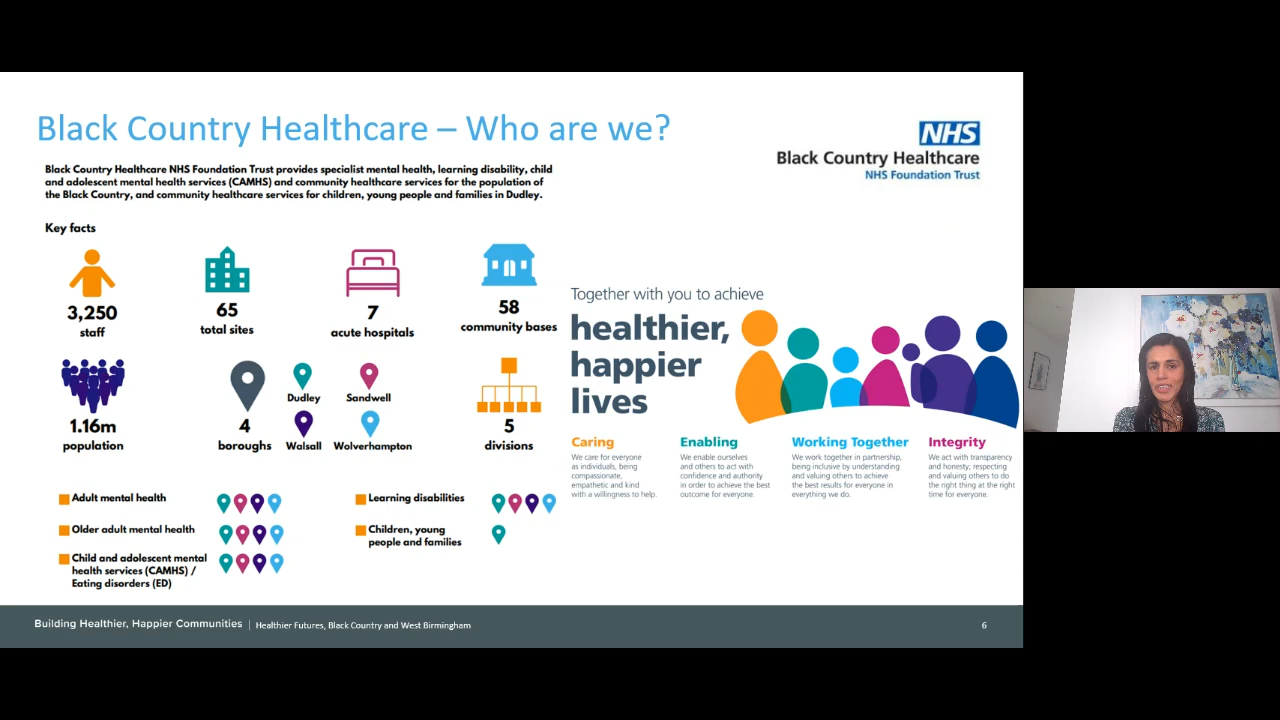 Black Country Healthcare – Who are we?
NHS
Black Country Healthcare
NHS Foundation Trust
Black Country Healthcare NHS Foundation Trust provides specialist mental health, learning disability, child
and adolescent mental health services (CAMHS) and community healthcare services for the population of
the Black Country, and community healthcare services for children, young people and families in Dudley.
Key facts
3,250
staff
65
total sites
7
acute hospitals
58
community bases
1.16m
population
4
boroughs
Dudley
Sandwell
Walsall
Wolverhampton
5
divisions
Adult mental health
Older adult mental health
Child and adolescent mental
health services (CAMHS) /
Eating disorders (ED)
Learning disabilities
Children, young
people and families
Together with you to achieve
healthier,
happier
lives
Caring
We care for everyone
as individuals, being
compassionate,
empathetic and kind
with a willingness to help.
Enabling
We enable ourselves
and others to act with
confidence and authority
in order to achieve the best
outcome for everyone.
Working Together
We work together in partnership,
being inclusive by understanding
and valuing others to achieve
the best results for everyone in
everything we do.
Integrity
We act with transparency
and honesty; respecting
and valuing others to do
the right thing at the right
time for everyone.
Building Healthier, Happier Communities | Healthier Futures, Black Country and West Birmingham
6